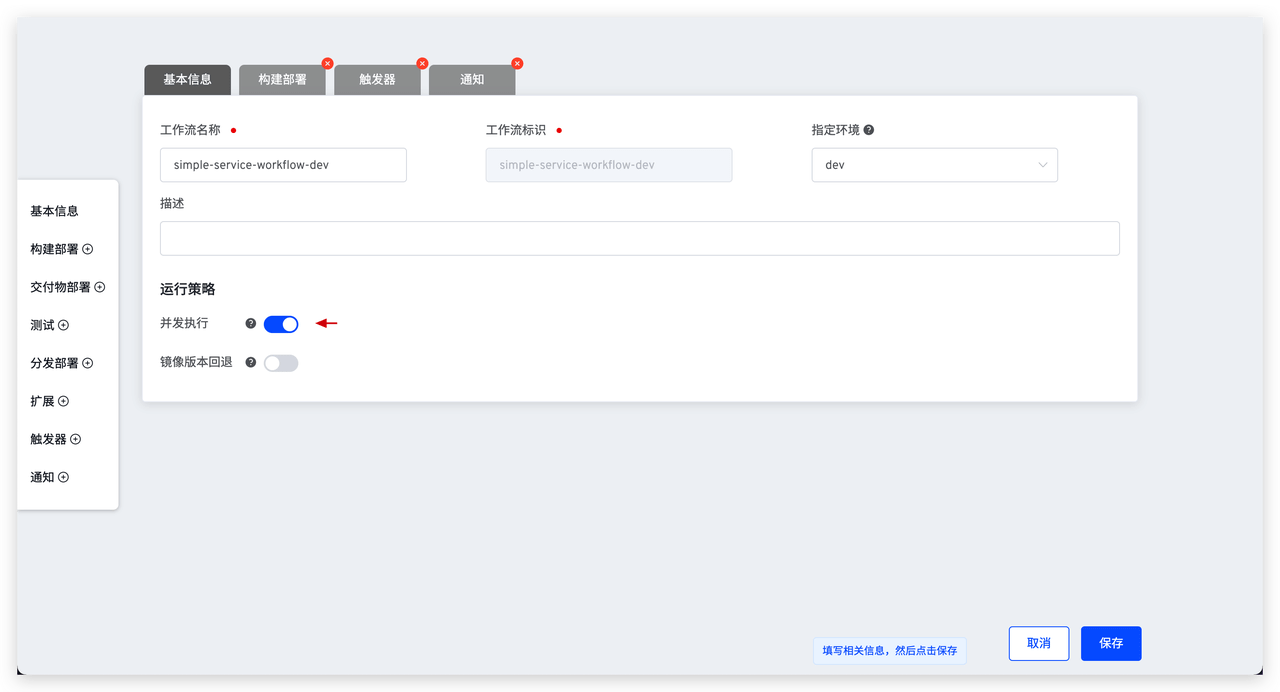 基本信息 构建部署 触发器 通知
工作流名称 工作流标识 指定环境
simple-service-workflow-dev simple-service-workflow-dev dev
描述
运行策略
并发执行
镜像版本回退
基本信息
构建部署
交付物部署
测试
分发部署
扩展
触发器
通知
填写相关信息，然后点击保存
取消
保存